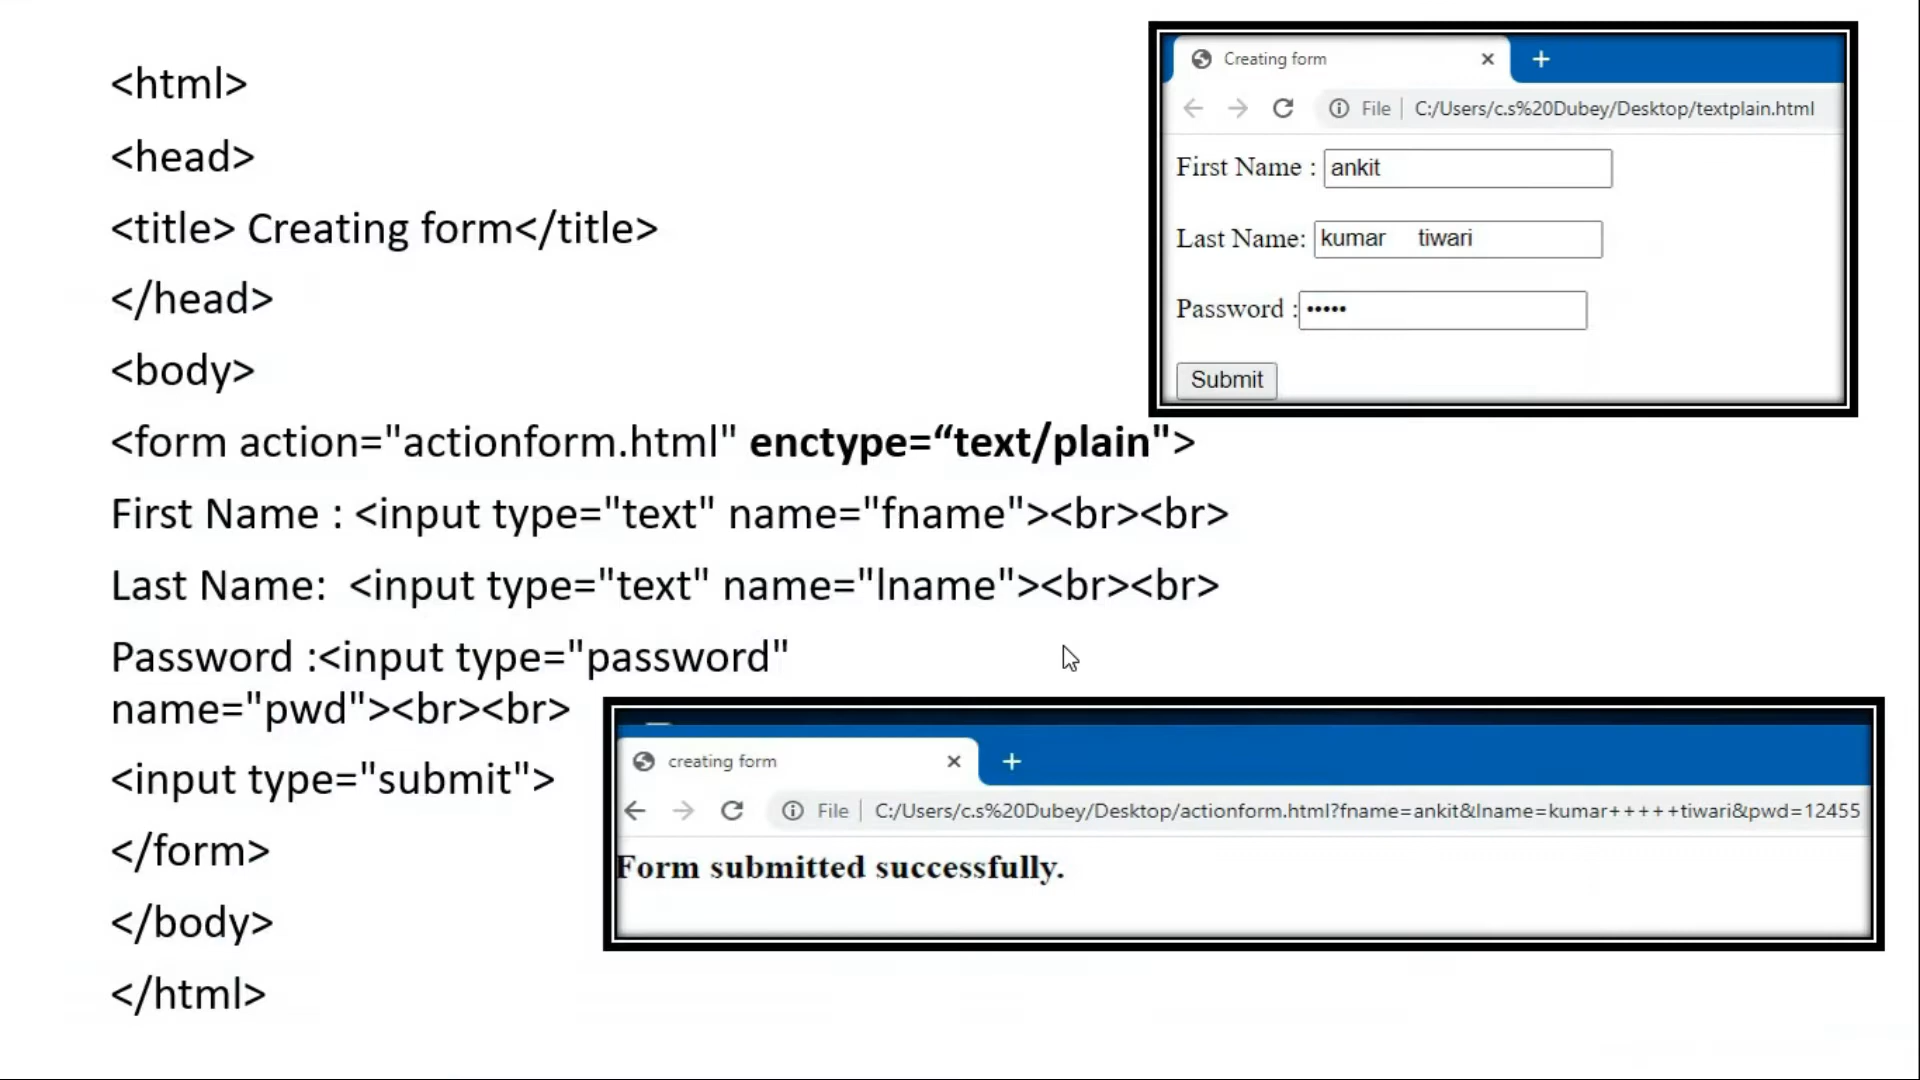 <html>
<head>
<title> Creating form</title>
</head>
<body>
<form action="actionform.html" enctype=“text/plain">
First Name : <input type="text" name="fname"><br><br>
Last Name:  <input type="text" name="lname"><br><br>
Password :<input type="password"
name="pwd"><br><br>
<input type="submit">
</form>
</body>
</html>
Creating form
File | C:/Users/c.s%20Dubey/Desktop/textplain.html
First Name : ankit
Last Name: kumar     tiwari
Password : •••••
Submit
creating form
File | C:/Users/c.s%20Dubey/Desktop/actionform.html?fname=ankit&lname=kumar+++++tiwari&pwd=12455
Form submitted successfully.